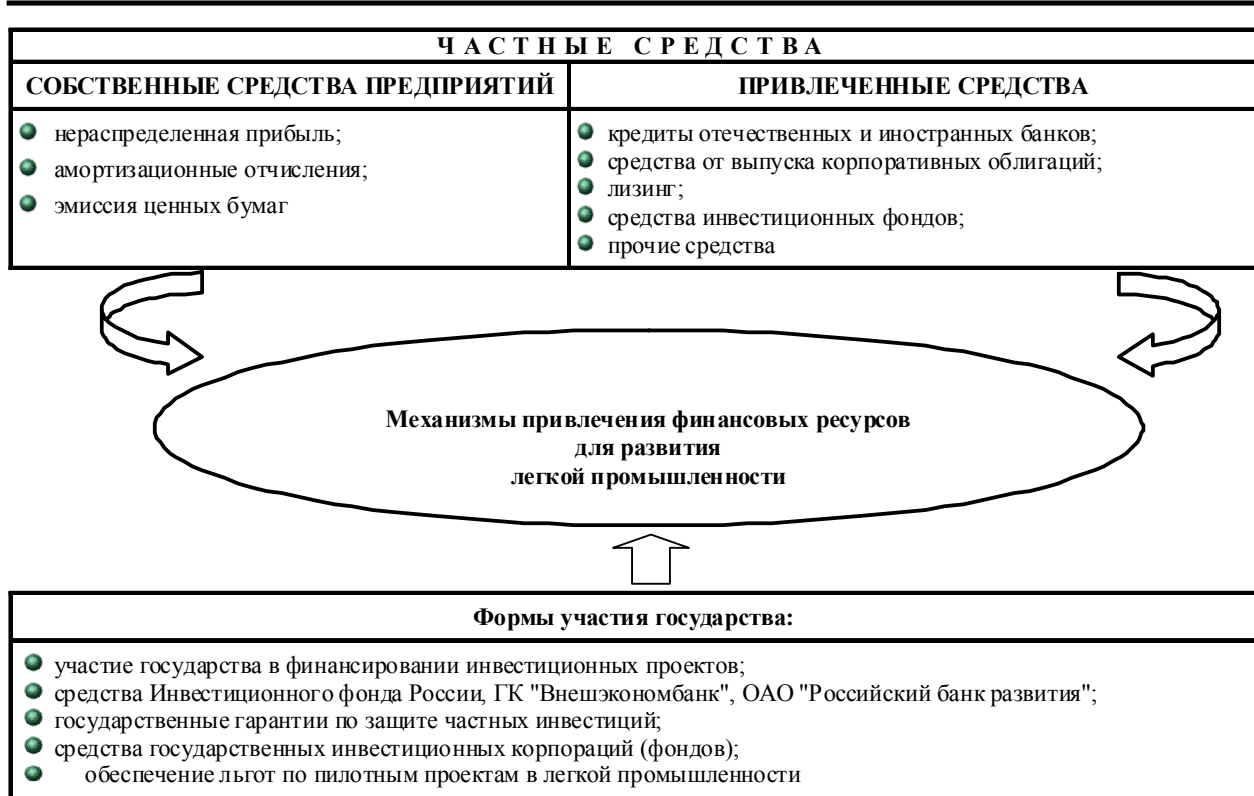 ЧАСТНЫЕ СРЕДСТВА
СОБСТВЕННЫЕ СРЕДСТВА ПРЕДПРИЯТИЙ
нераспределенная прибыль;
амортизационные отчисления;
эмиссия ценных бумаг
ПРИВЛЕЧЕННЫЕ СРЕДСТВА
кредиты отечественных и иностранных банков;
средства от выпуска корпоративных облигаций;
лизинг;
средства инвестиционных фондов;
прочие средства
Механизмы привлечения финансовых ресурсов
для развития
легкой промышленности
Формы участия государства:
участие государства в финансировании инвестиционных проектов;
средства Инвестиционного фонда России, ГК "Внешэкономбанк", ОАО "Российский банк развития";
государственные гарантии по защите частных инвестиций;
средства государственных инвестиционных корпораций (фондов);
обеспечение льгот по пилотным проектам в легкой промышленности